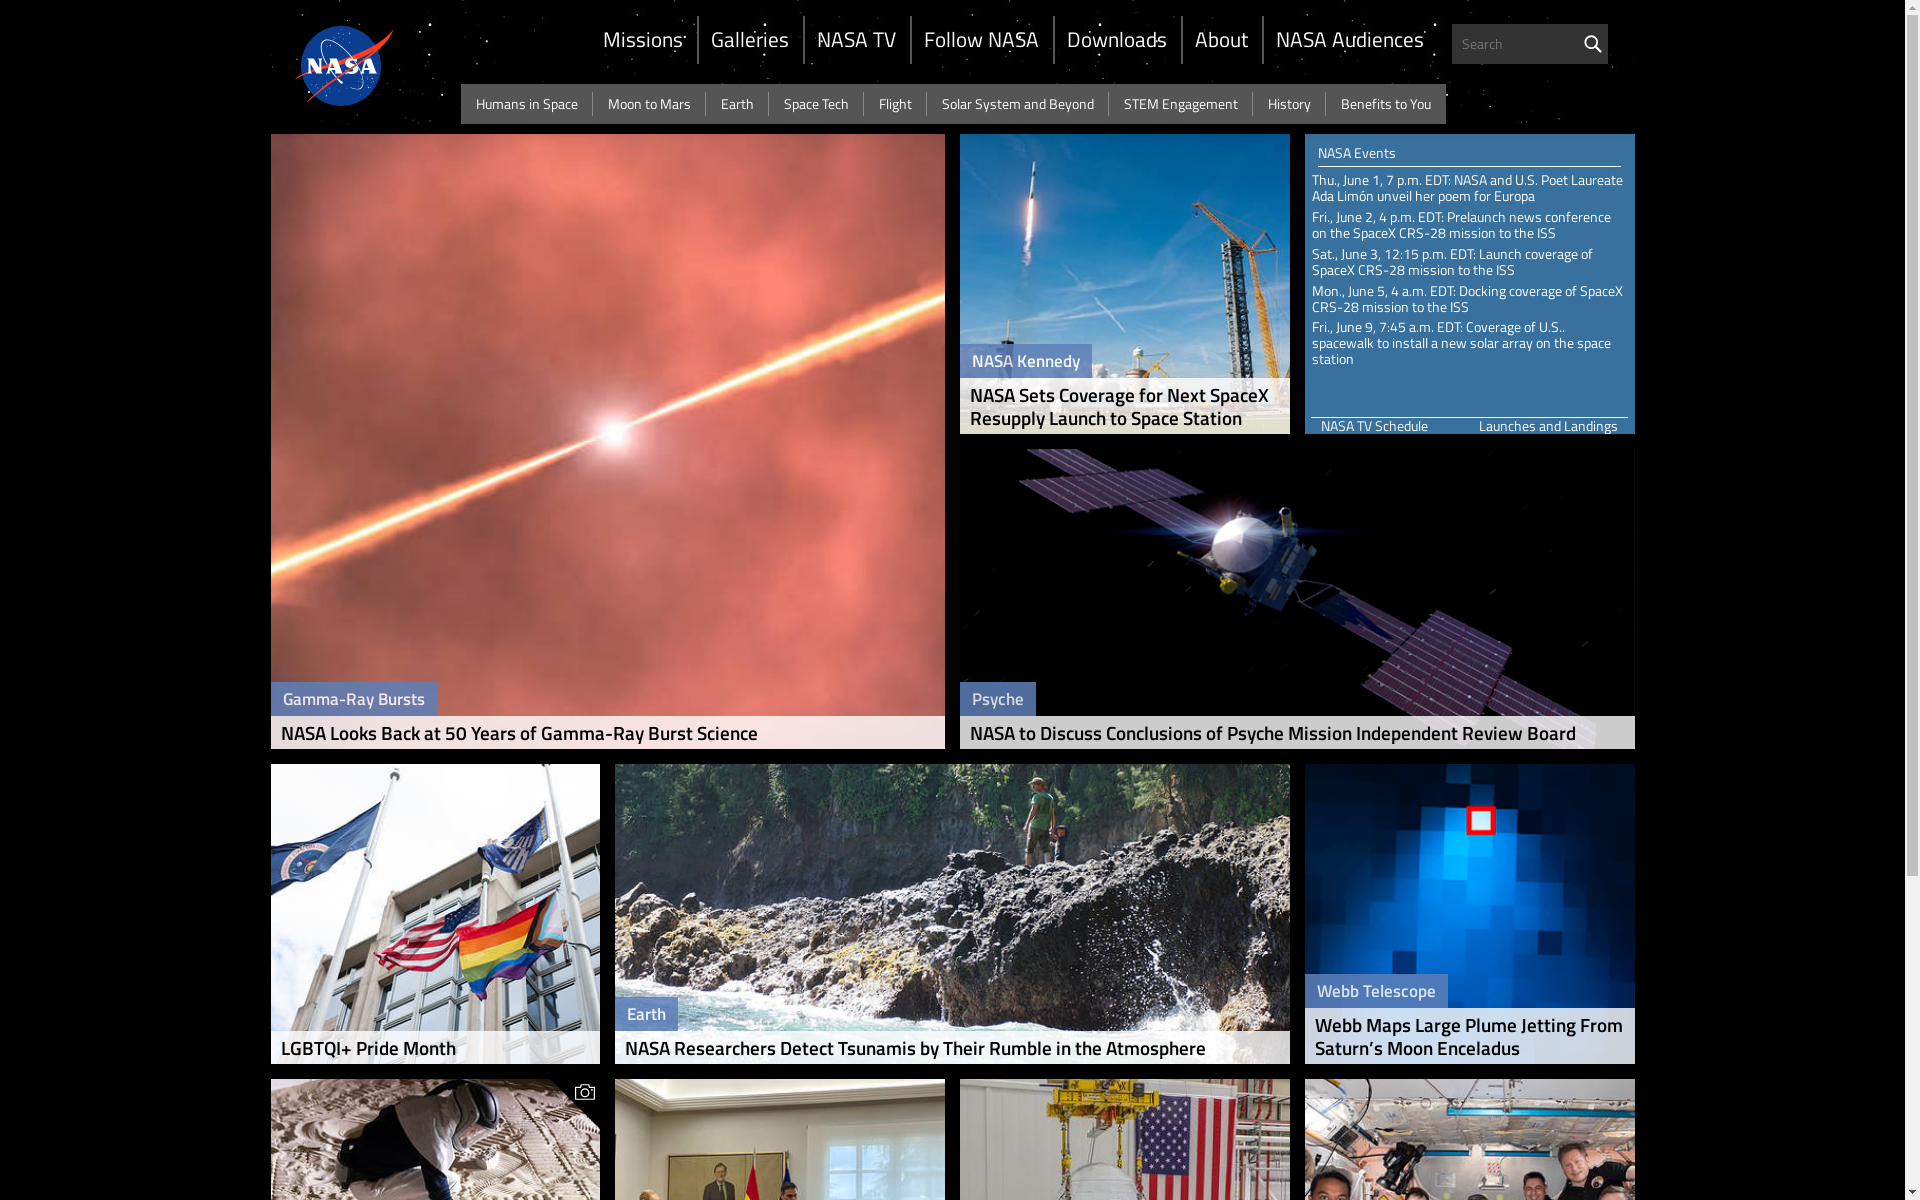 NASA
Missions
Galleries
NASA TV
Follow NASA
Downloads
About
NASA Audiences
Search
Humans in Space
Moon to Mars
Earth
Space Tech
Flight
Solar System and Beyond
STEM Engagement
History
Benefits to You
Gamma-Ray Bursts
NASA Looks Back at 50 Years of Gamma-Ray Burst Science
NASA Kennedy
NASA Sets Coverage for Next SpaceX
Resupply Launch to Space Station
NASA Events
Thu., June 1, 7 p.m. EDT: NASA and U.S. Poet Laureate
Ada Limón unveil her poem for Europa
Fri., June 2, 4 p.m. EDT: Prelaunch news conference
on the SpaceX CRS-28 mission to the ISS
Sat., June 3, 12:15 p.m. EDT: Launch coverage of
SpaceX CRS-28 mission to the ISS
Mon., June 5, 4 a.m. EDT: Docking coverage of SpaceX
CRS-28 mission to the ISS
Fri., June 9, 7:45 a.m. EDT: Coverage of U.S..
spacewalk to install a new solar array on the space
station
NASA TV Schedule
Launches and Landings
Psyche
NASA to Discuss Conclusions of Psyche Mission Independent Review Board
LGBTQI+ Pride Month
Earth
NASA Researchers Detect Tsunamis by Their Rumble in the Atmosphere
Webb Telescope
Webb Maps Large Plume Jetting From
Saturn’s Moon Enceladus